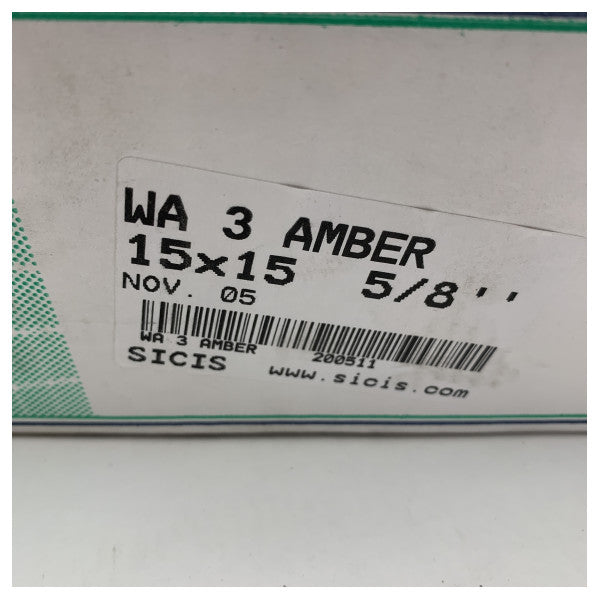 WA 3 AMBER
15x15 5/8''
NOV. 05
WA 3 AMBER 200511
SICIS www.sicis.com